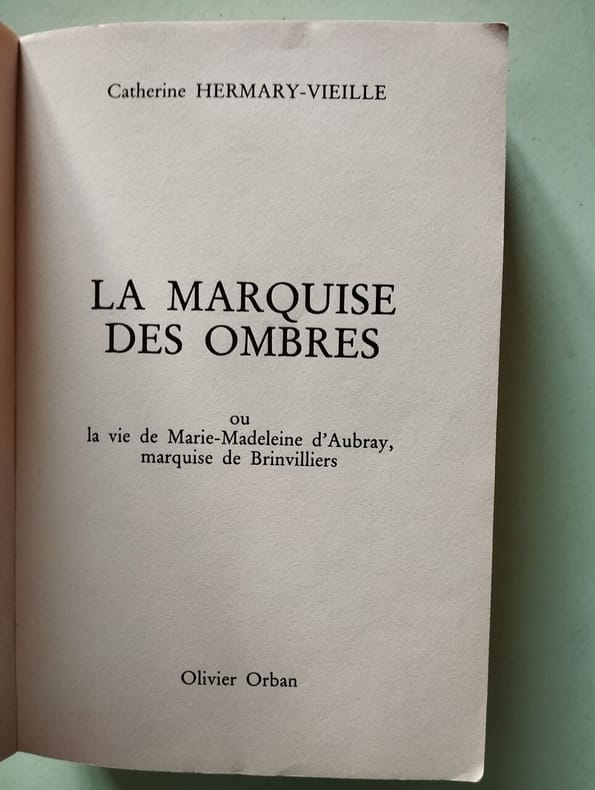 Catherine HERMARY-VIEILLE
LA MARQUISE
DES OMBRES
ou
la vie de Marie-Madeleine d'Aubray,
marquise de Brinvilliers
Olivier Orban